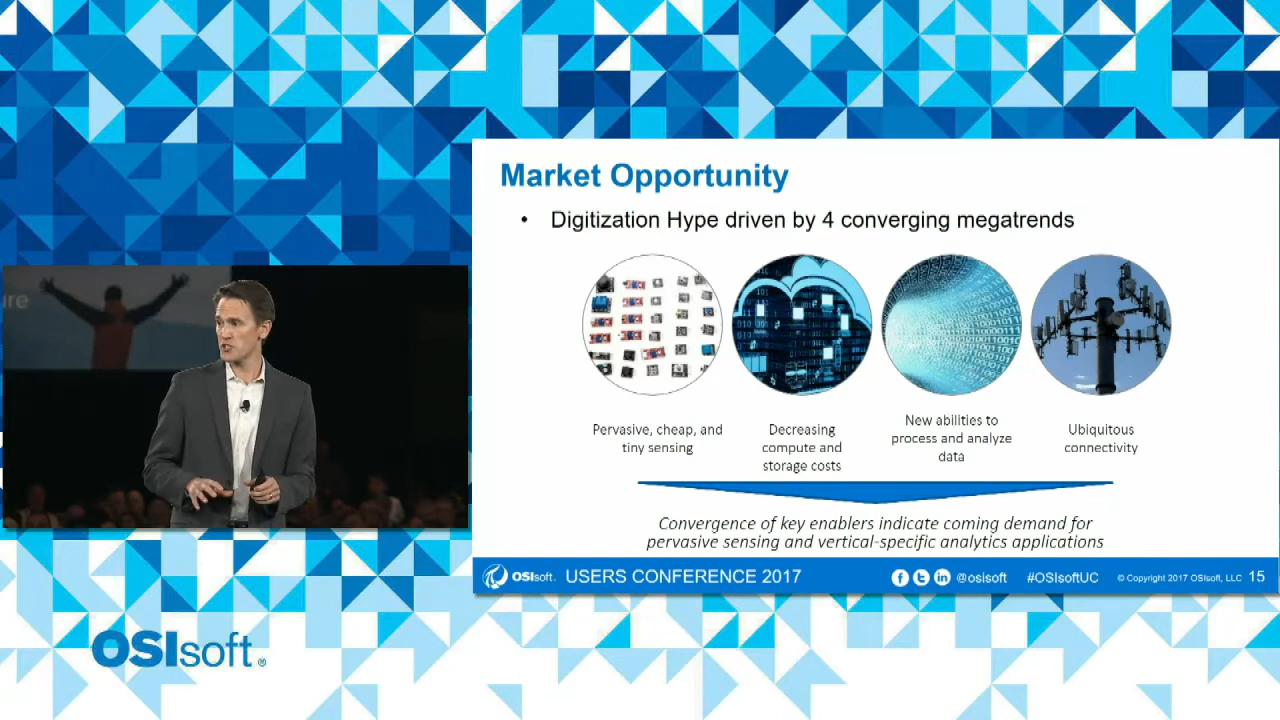 Market Opportunity
• Digitization Hype driven by 4 converging megatrends
Pervasive, cheap, and
tiny sensing
Decreasing
compute and
storage costs
New abilities to
process and analyze
data
Ubiquitous
connectivity
Convergence of key enablers indicate coming demand for
pervasive sensing and vertical-specific analytics applications
OSIsoft. USERS CONFERENCE 2017
@osisoft #OSIsoftUC © Copyright 2017 OSIsoft, LLC 15
OSIsoft®